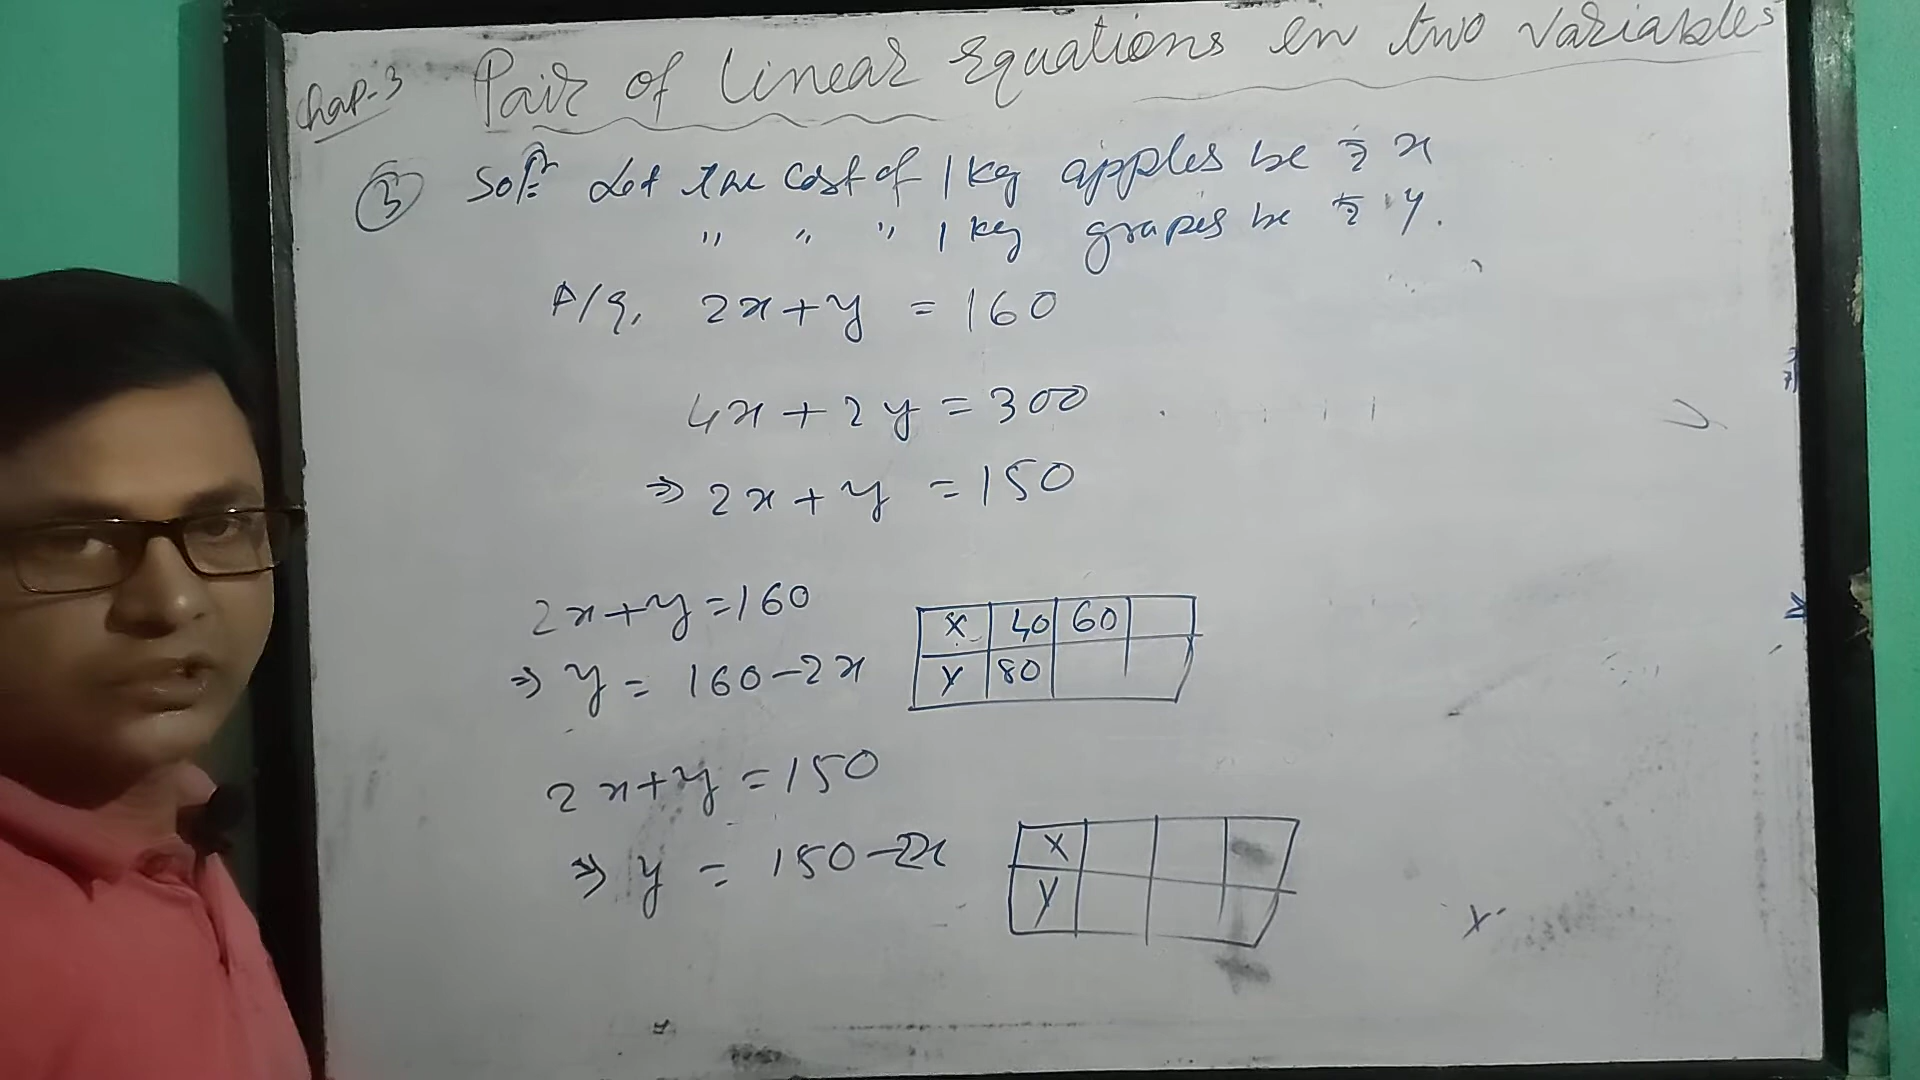 Chap-3 Pair of Linear Equations in two variables
③ Solⁿ: Let the cost of 1 kg apples be ₹ x
" " " 1 kg grapes be ₹ y.
A/q, 2x + y = 160
4x + 2y = 300
⇒ 2x + y = 150
2x + y = 160
⇒ y = 160 - 2x
x 40 60
y 80
2x + y = 150
⇒ y = 150 - 2x
x
y